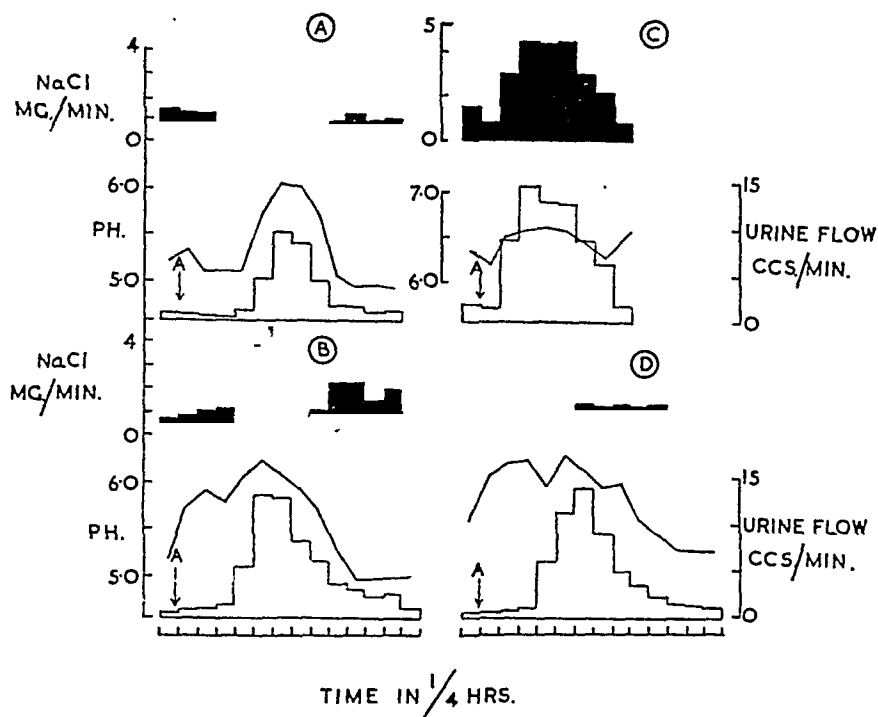 A
C
4
5
NaCl
MG./MIN.
0
0
6·0
7·0
15
PH.
URINE FLOW
CCS/MIN.
5·0
A
A
6·0
0
4
B
D
NaCl
MG/MIN.
0
6·0
15
PH.
URINE FLOW
CCS/MIN.
5·0
A
A
0
TIME IN 1/4 HRS.